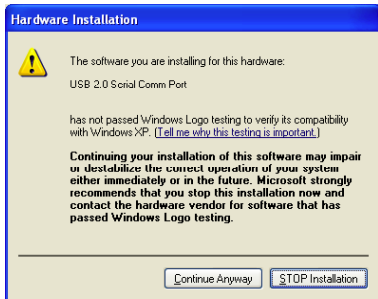 Hardware Installation
The software you are installing for this hardware:
USB 2.0 Serial Comm Port
has not passed Windows Logo testing to verify its compatibility
with Windows XP. (Tell me why this testing is important.)
Continuing your installation of this software may impair
or destabilize the correct operation of your system
either immediately or in the future. Microsoft strongly
recommends that you stop this installation now and
contact the hardware vendor for software that has
passed Windows Logo testing.
Continue Anyway STOP Installation